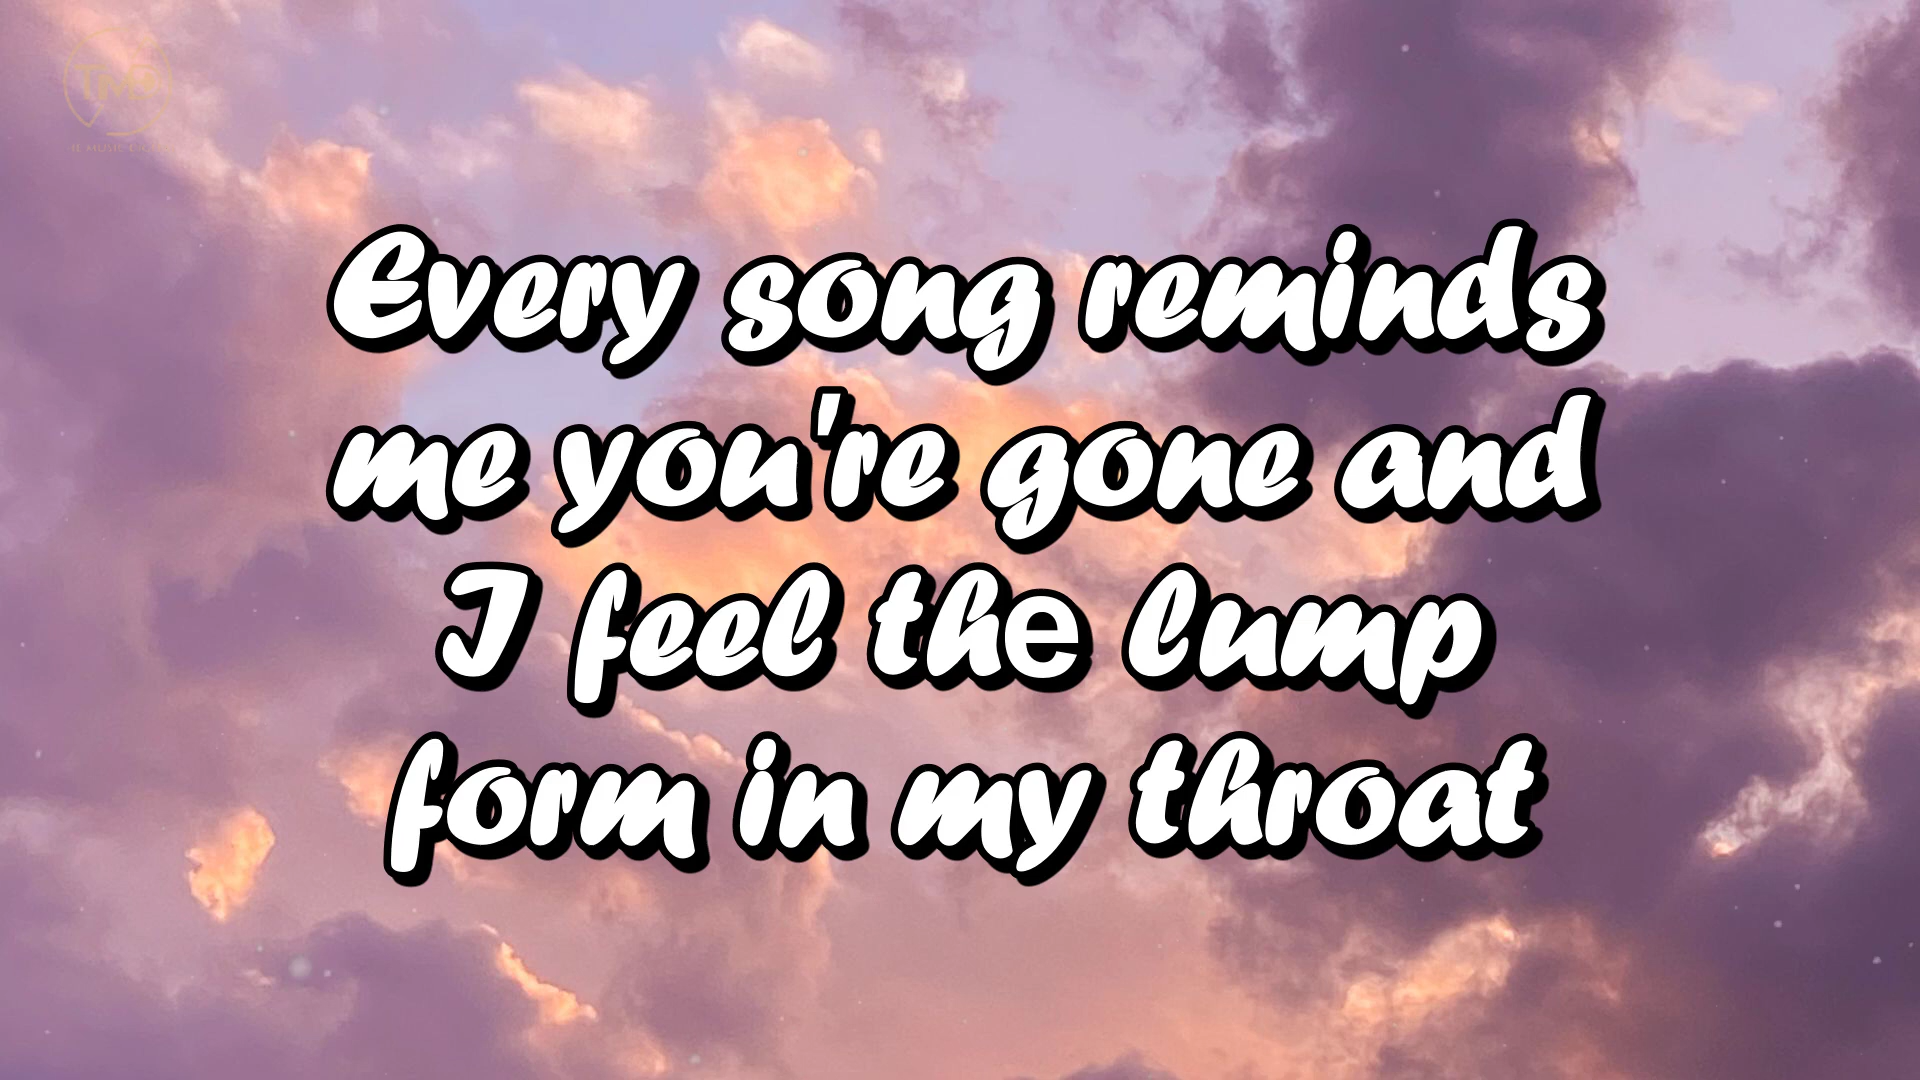 Every song reminds
me you're gone and
I feel the lump
form in my throat